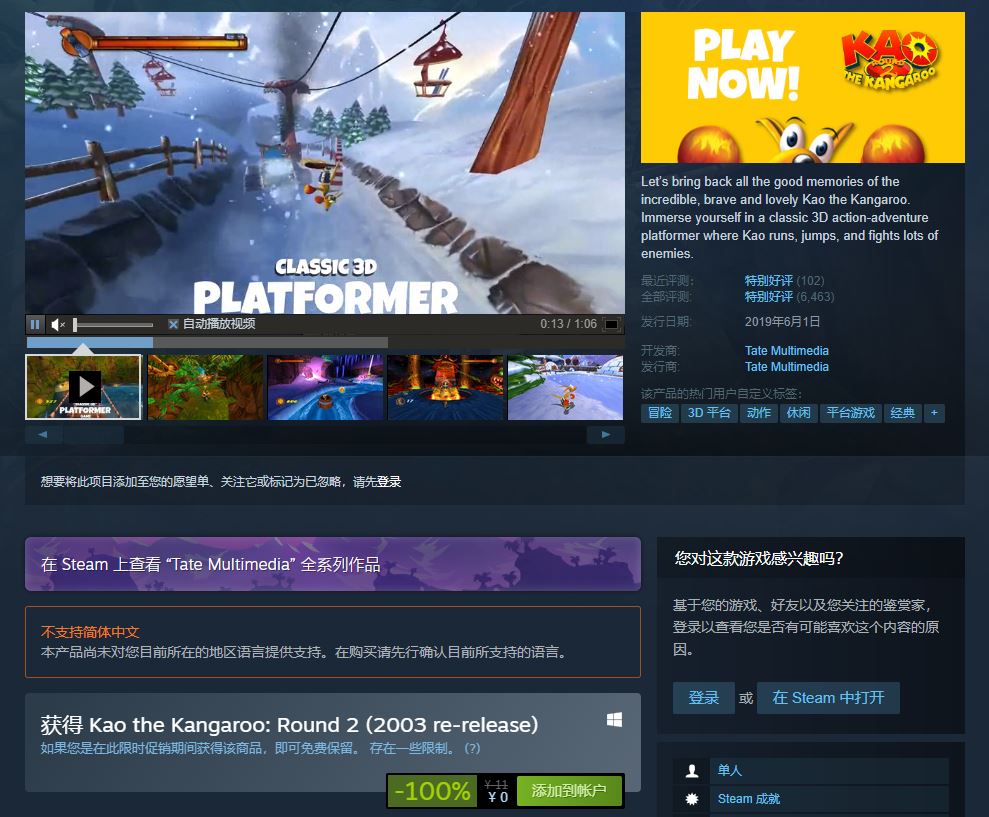 CLASSIC 3D
PLATFORMER
自动播放视频
0:13 / 1:06
CLASSIC 3D
PLATFORMER
GAME
PLAY
NOW!
KAO
ROUND 2
THE KANGAROO
Let's bring back all the good memories of the
incredible, brave and lovely Kao the Kangaroo.
Immerse yourself in a classic 3D action-adventure
platformer where Kao runs, jumps, and fights lots of
enemies.
最近评测: 特别好评 (102)
全部评测: 特别好评 (6,463)
发行日期: 2019年6月1日
开发商: Tate Multimedia
发行商: Tate Multimedia
该产品的热门用户自定义标签:
冒险 3D 平台 动作 休闲 平台游戏 经典 +
想要将此项目添加至您的愿望单、关注它或标记为已忽略，请先登录
在 Steam 上查看 “Tate Multimedia” 全系列作品
不支持简体中文
本产品尚未对您目前所在的地区语言提供支持。在购买请先行确认目前所支持的语言。
获得 Kao the Kangaroo: Round 2 (2003 re-release)
如果您是在此限时促销期间获得该商品，即可免费保留。 存在一些限制。 (?)
-100% ¥ 11 ¥ 0 添加到帐户
您对这款游戏感兴趣吗?
基于您的游戏、好友以及您关注的鉴赏家，
登录以查看您是否有可能喜欢这个内容的原
因。
登录 或 在 Steam 中打开
单人
Steam 成就